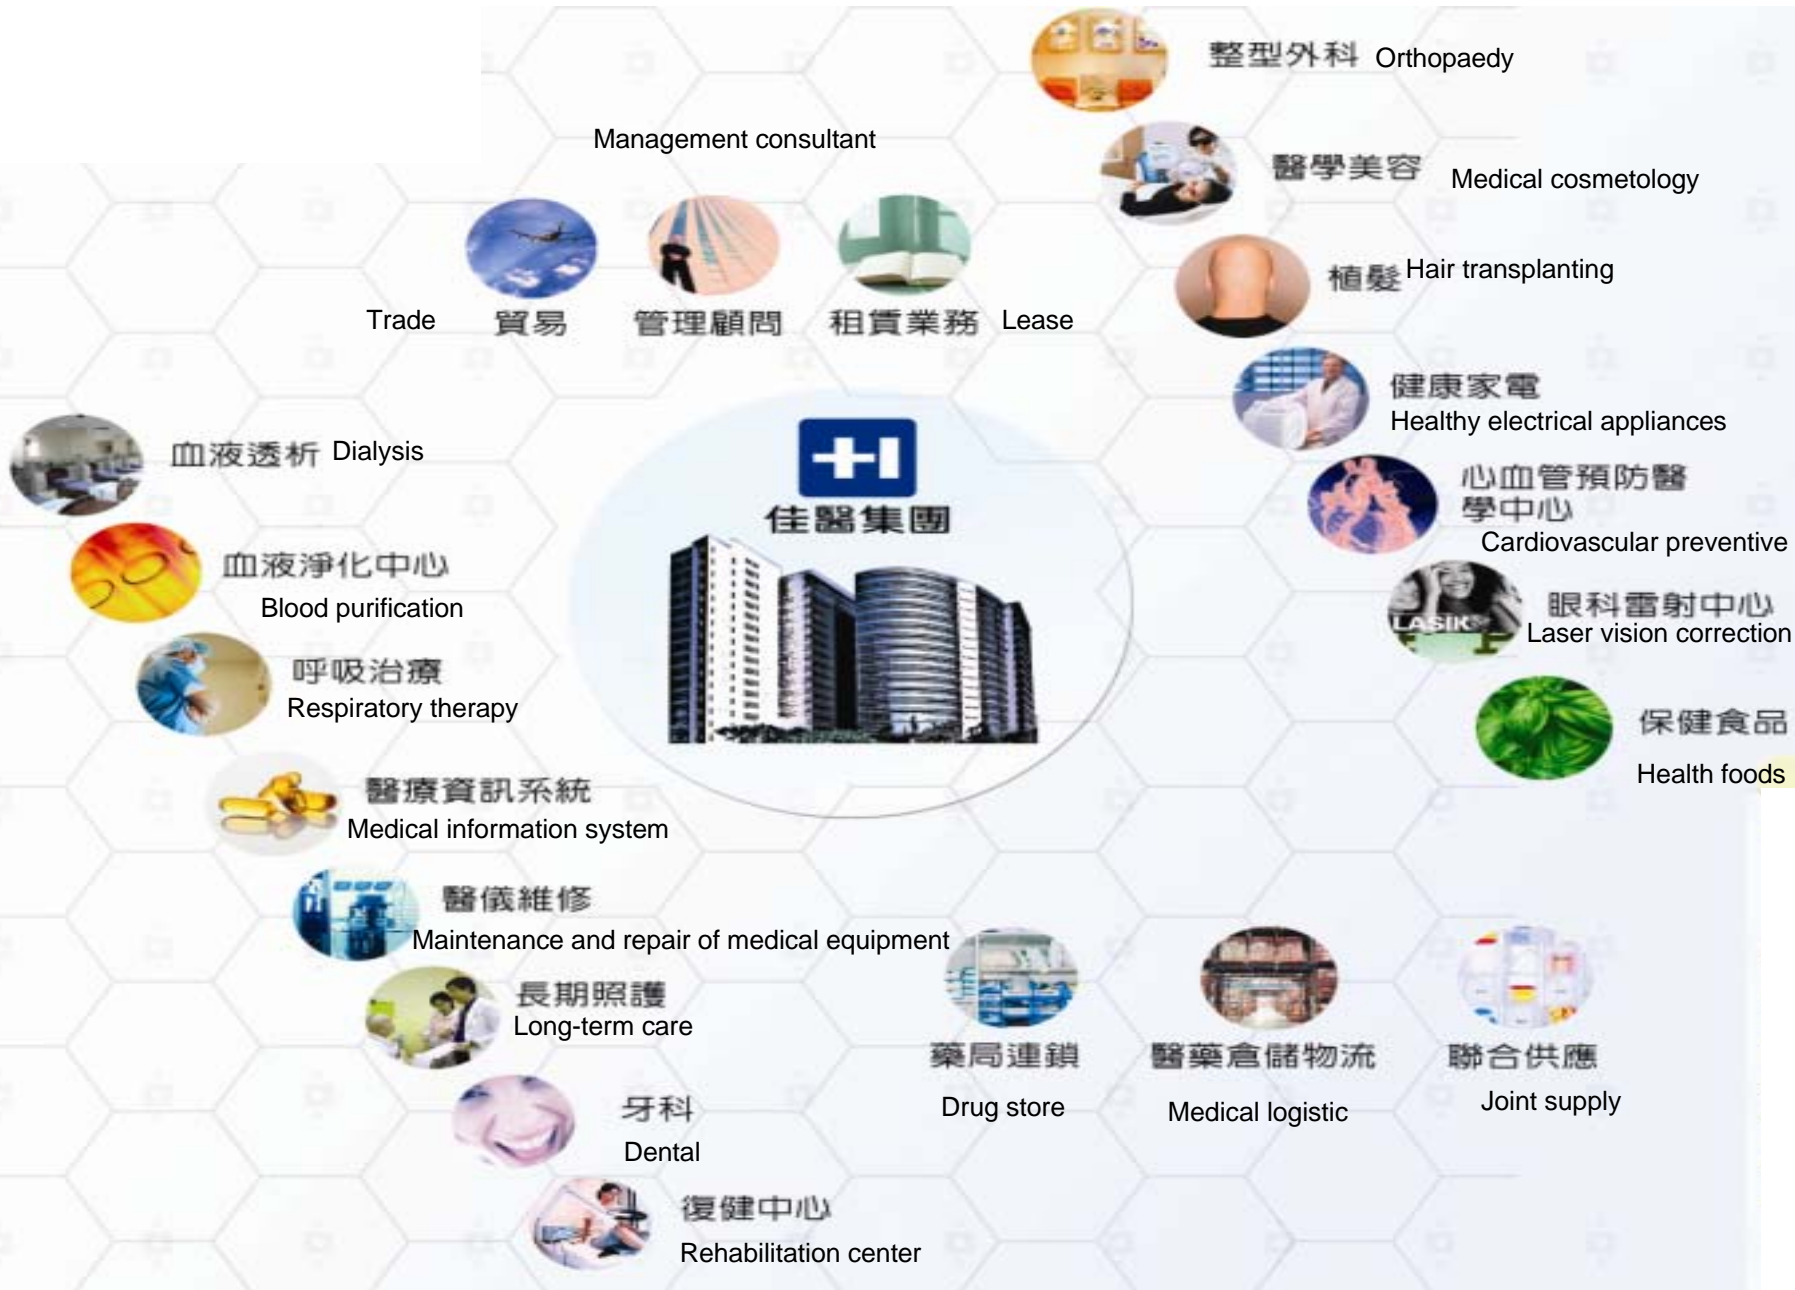 整型外科 Orthopaedy
Management consultant
醫學美容 Medical cosmetology
植髮 Hair transplanting
Trade 貿易 管理顧問 租賃業務 Lease
健康家電
Healthy electrical appliances
血液透析 Dialysis
心血管預防醫
學中心
Cardiovascular preventive
佳醫集團
血液淨化中心
Blood purification
LASIK
眼科雷射中心
Laser vision correction
呼吸治療
Respiratory therapy
保健食品
Health foods
醫療資訊系統
Medical information system
醫儀維修
Maintenance and repair of medical equipment
長期照護
Long-term care
藥局連鎖 醫藥倉儲物流 聯合供應
Drug store Medical logistic Joint supply
牙科
Dental
復健中心
Rehabilitation center